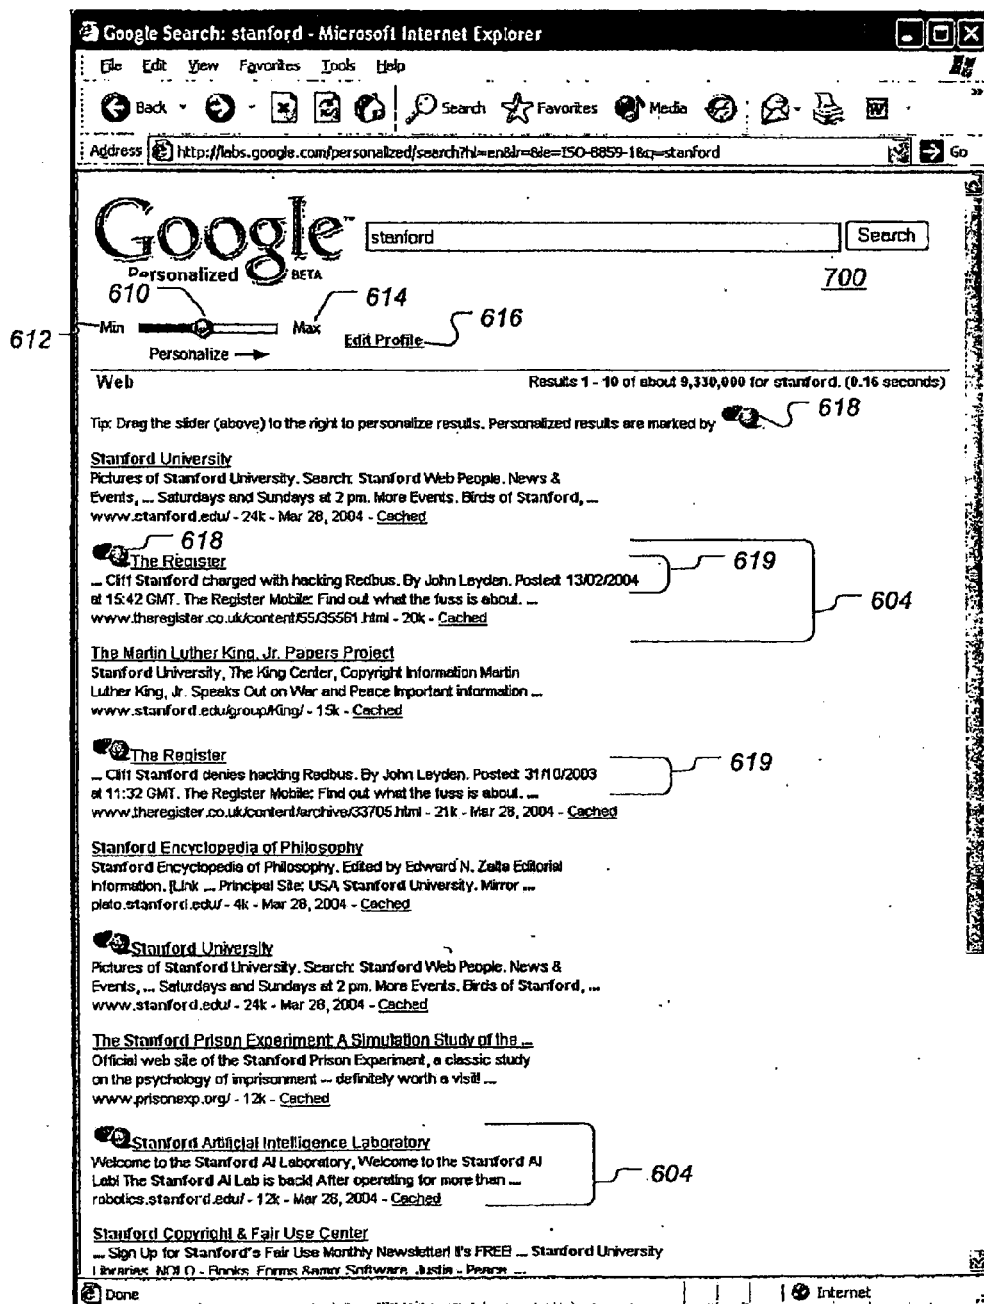 Google Search: stanford - Microsoft Internet Explorer
File Edit View Favorites Tools Help
Back Search Favorites Media
Address http://labs.google.com/personalized/search?hl=en&lr=&ie=ISO-8859-1&q=stanford Go
Google™ stanford Search
Personalized BETA
700
610 614
612 Min Max Edit Profile 616
Personalize
Web Results 1 - 10 of about 9,330,000 for stanford. (0.16 seconds)
Tip: Drag the slider (above) to the right to personalize results. Personalized results are marked by . 618
Stanford University
Pictures of Stanford University. Search: Stanford Web People. News &
Events, ... Saturdays and Sundays at 2 pm. More Events. Birds of Stanford, ...
www.stanford.edu/ - 24k - Mar 28, 2004 - Cached
618
The Register 619
... Cliff Stanford charged with hacking Redbus. By John Leyden. Posted: 13/02/2004
at 15:42 GMT. The Register Mobile: Find out what the fuss is about. ... 604
www.theregister.co.uk/content/55/35561.html - 20k - Cached
The Martin Luther King, Jr. Papers Project
Stanford University, The King Center, Copyright Information Martin
Luther King, Jr. Speaks Out on War and Peace Important information ...
www.stanford.edu/group/King/ - 15k - Cached
The Register 619
... Cliff Stanford denies hacking Redbus. By John Leyden. Posted: 31/10/2003
at 11:32 GMT. The Register Mobile: Find out what the fuss is about. ...
www.theregister.co.uk/content/archive/33705.html - 21k - Mar 28, 2004 - Cached
Stanford Encyclopedia of Philosophy
Stanford Encyclopedia of Philosophy. Edited by Edward N. Zalta Editorial
Information. [Link ... Principal Site: USA Stanford University. Mirror ...
plato.stanford.edu/ - 4k - Mar 28, 2004 - Cached
Stanford University
Pictures of Stanford University. Search: Stanford Web People. News &
Events, ... Saturdays and Sundays at 2 pm. More Events. Birds of Stanford, ...
www.stanford.edu/ - 24k - Mar 28, 2004 - Cached
The Stanford Prison Experiment: A Simulation Study of the ...
Official web site of the Stanford Prison Experiment, a classic study
on the psychology of imprisonment -- definitely worth a visit! ...
www.prisonexp.org/ - 12k - Cached
Stanford Artificial Intelligence Laboratory
Welcome to the Stanford AI Laboratory, Welcome to the Stanford AI
Lab! The Stanford AI Lab is back! After operating for more than ... 604
robotics.stanford.edu/ - 12k - Mar 28, 2004 - Cached
Stanford Copyright & Fair Use Center
... Sign Up for Stanford's Fair Use Monthly Newsletter! It's FREE! ... Stanford University
Libraries. NOLO - Books, Forms &amp; Software. Justia - Peace ...
Done Internet